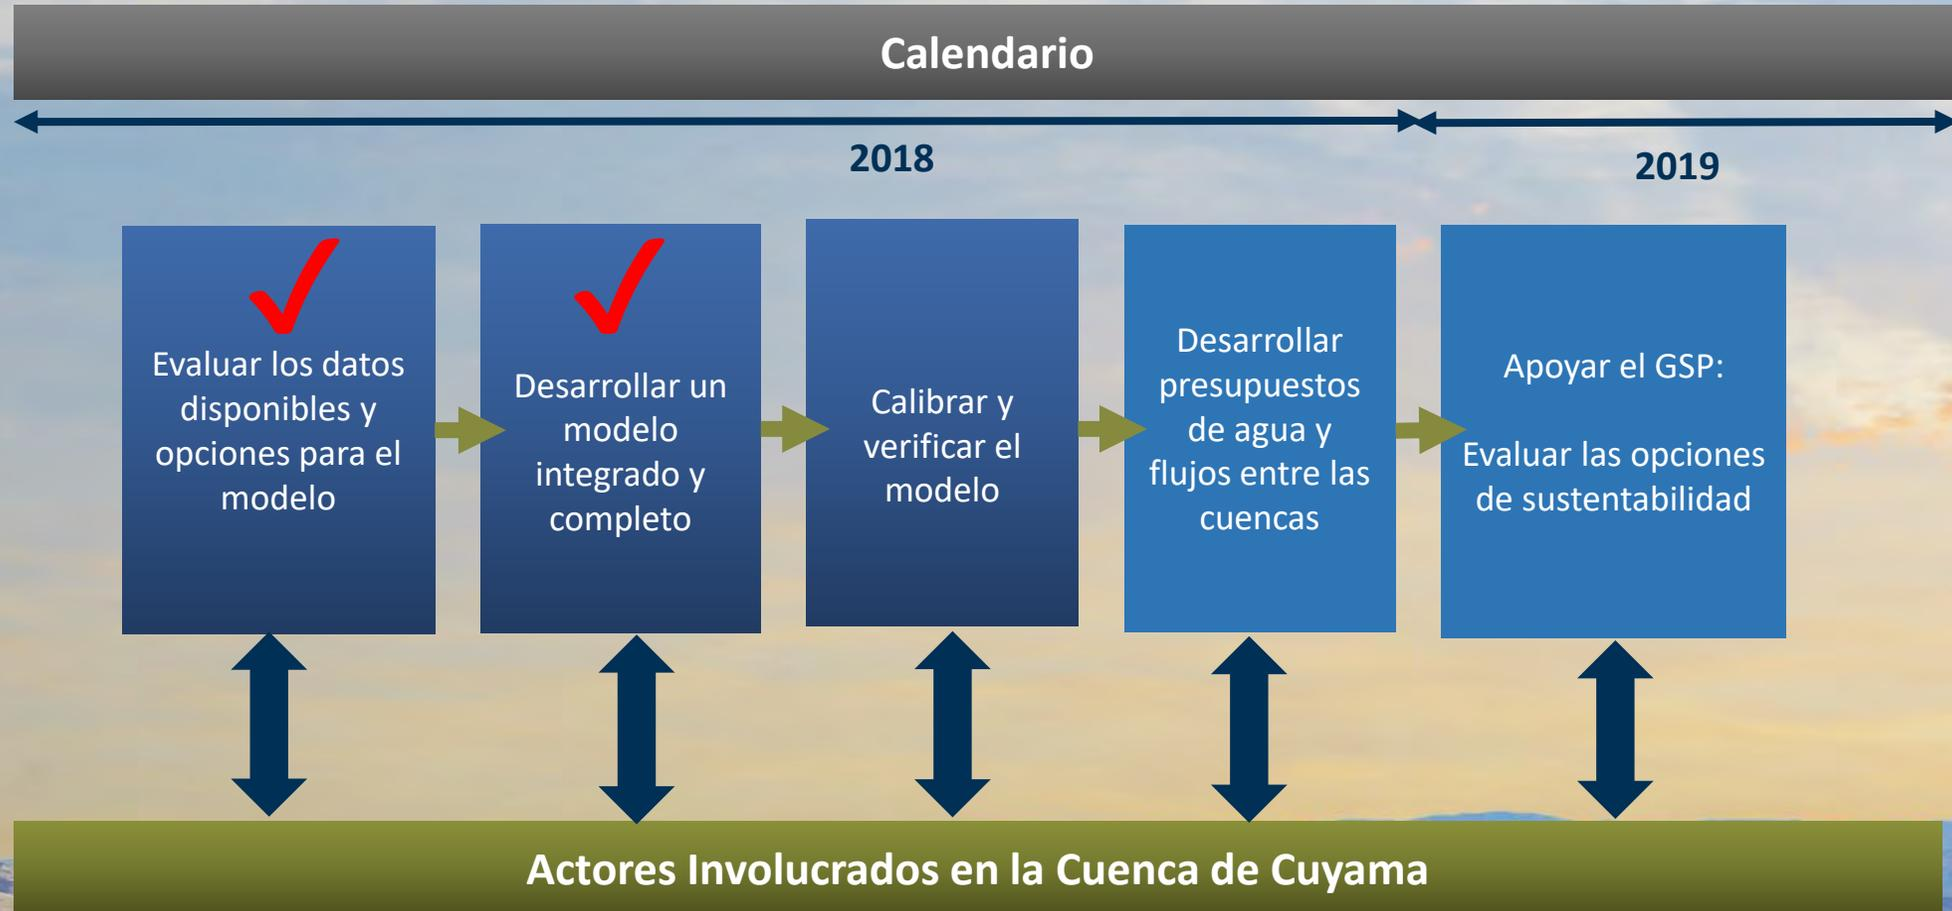 Calendario
2018
2019
Evaluar los datos
disponibles y
opciones para el
modelo
Desarrollar un
modelo
integrado y
completo
Calibrar y
verificar el
modelo
Desarrollar
presupuestos
de agua y
flujos entre las
cuencas
Apoyar el GSP:
Evaluar las opciones
de sustentabilidad
Actores Involucrados en la Cuenca de Cuyama